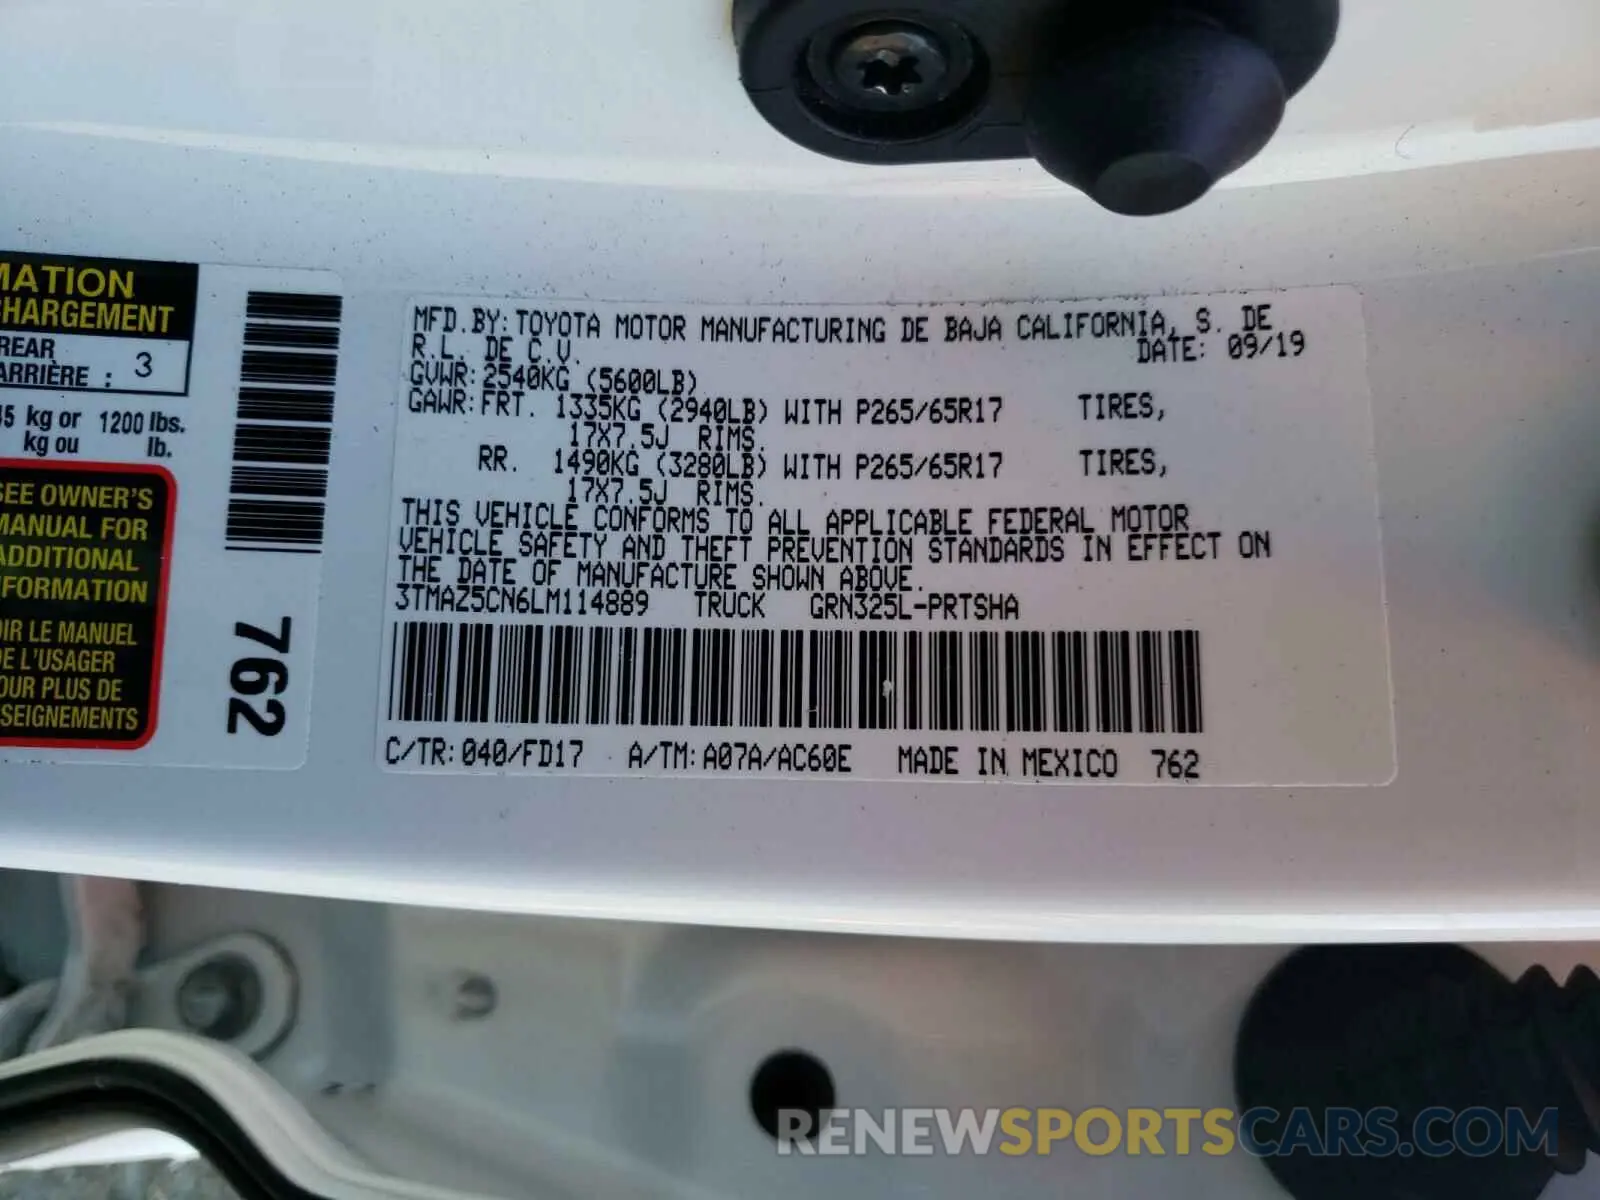 MATION
CHARGEMENT
REAR
ARRIÈRE : 3
45 kg or 1200 lbs.
kg ou lb.
SEE OWNER'S
MANUAL FOR
ADDITIONAL
NFORMATION
OIR LE MANUEL
DE L'USAGER
OUR PLUS DE
SEIGNEMENTS
762
MFD.BY:TOYOTA MOTOR MANUFACTURING DE BAJA CALIFORNIA, S. DE
R.L. DE C.V. DATE: 09/19
GVWR:2540KG (5600LB)
GAWR:FRT. 1335KG (2940LB) WITH P265/65R17 TIRES,
17X7.5J RIMS.
RR. 1490KG (3280LB) WITH P265/65R17 TIRES,
17X7.5J RIMS.
THIS VEHICLE CONFORMS TO ALL APPLICABLE FEDERAL MOTOR
VEHICLE SAFETY AND THEFT PREVENTION STANDARDS IN EFFECT ON
THE DATE OF MANUFACTURE SHOWN ABOVE.
3TMAZ5CN6LM114889 TRUCK GRN325L-PRTSHA
C/TR:040/FD17 A/TM:A07A/AC60E MADE IN MEXICO 762
RENEWSPORTSCARS.COM